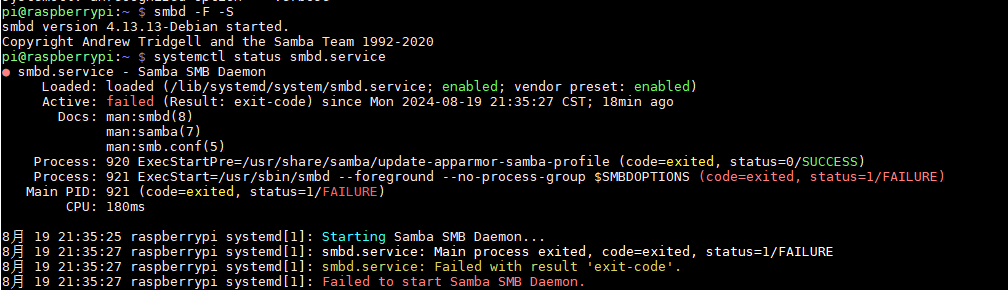 pi@raspberrypi:~ $ smbd -F -S
smbd version 4.13.13-Debian started.
Copyright Andrew Tridgell and the Samba Team 1992-2020
pi@raspberrypi:~ $ systemctl status smbd.service
● smbd.service - Samba SMB Daemon
Loaded: loaded (/lib/systemd/system/smbd.service; enabled; vendor preset: enabled)
Active: failed (Result: exit-code) since Mon 2024-08-19 21:35:27 CST; 18min ago
Docs: man:smbd(8)
man:samba(7)
man:smb.conf(5)
Process: 920 ExecStartPre=/usr/share/samba/update-apparmor-samba-profile (code=exited, status=0/SUCCESS)
Process: 921 ExecStart=/usr/sbin/smbd --foreground --no-process-group $SMBDOPTIONS (code=exited, status=1/FAILURE)
Main PID: 921 (code=exited, status=1/FAILURE)
CPU: 180ms
8月 19 21:35:25 raspberrypi systemd[1]: Starting Samba SMB Daemon...
8月 19 21:35:27 raspberrypi systemd[1]: smbd.service: Main process exited, code=exited, status=1/FAILURE
8月 19 21:35:27 raspberrypi systemd[1]: smbd.service: Failed with result 'exit-code'.
8月 19 21:35:27 raspberrypi systemd[1]: Failed to start Samba SMB Daemon.